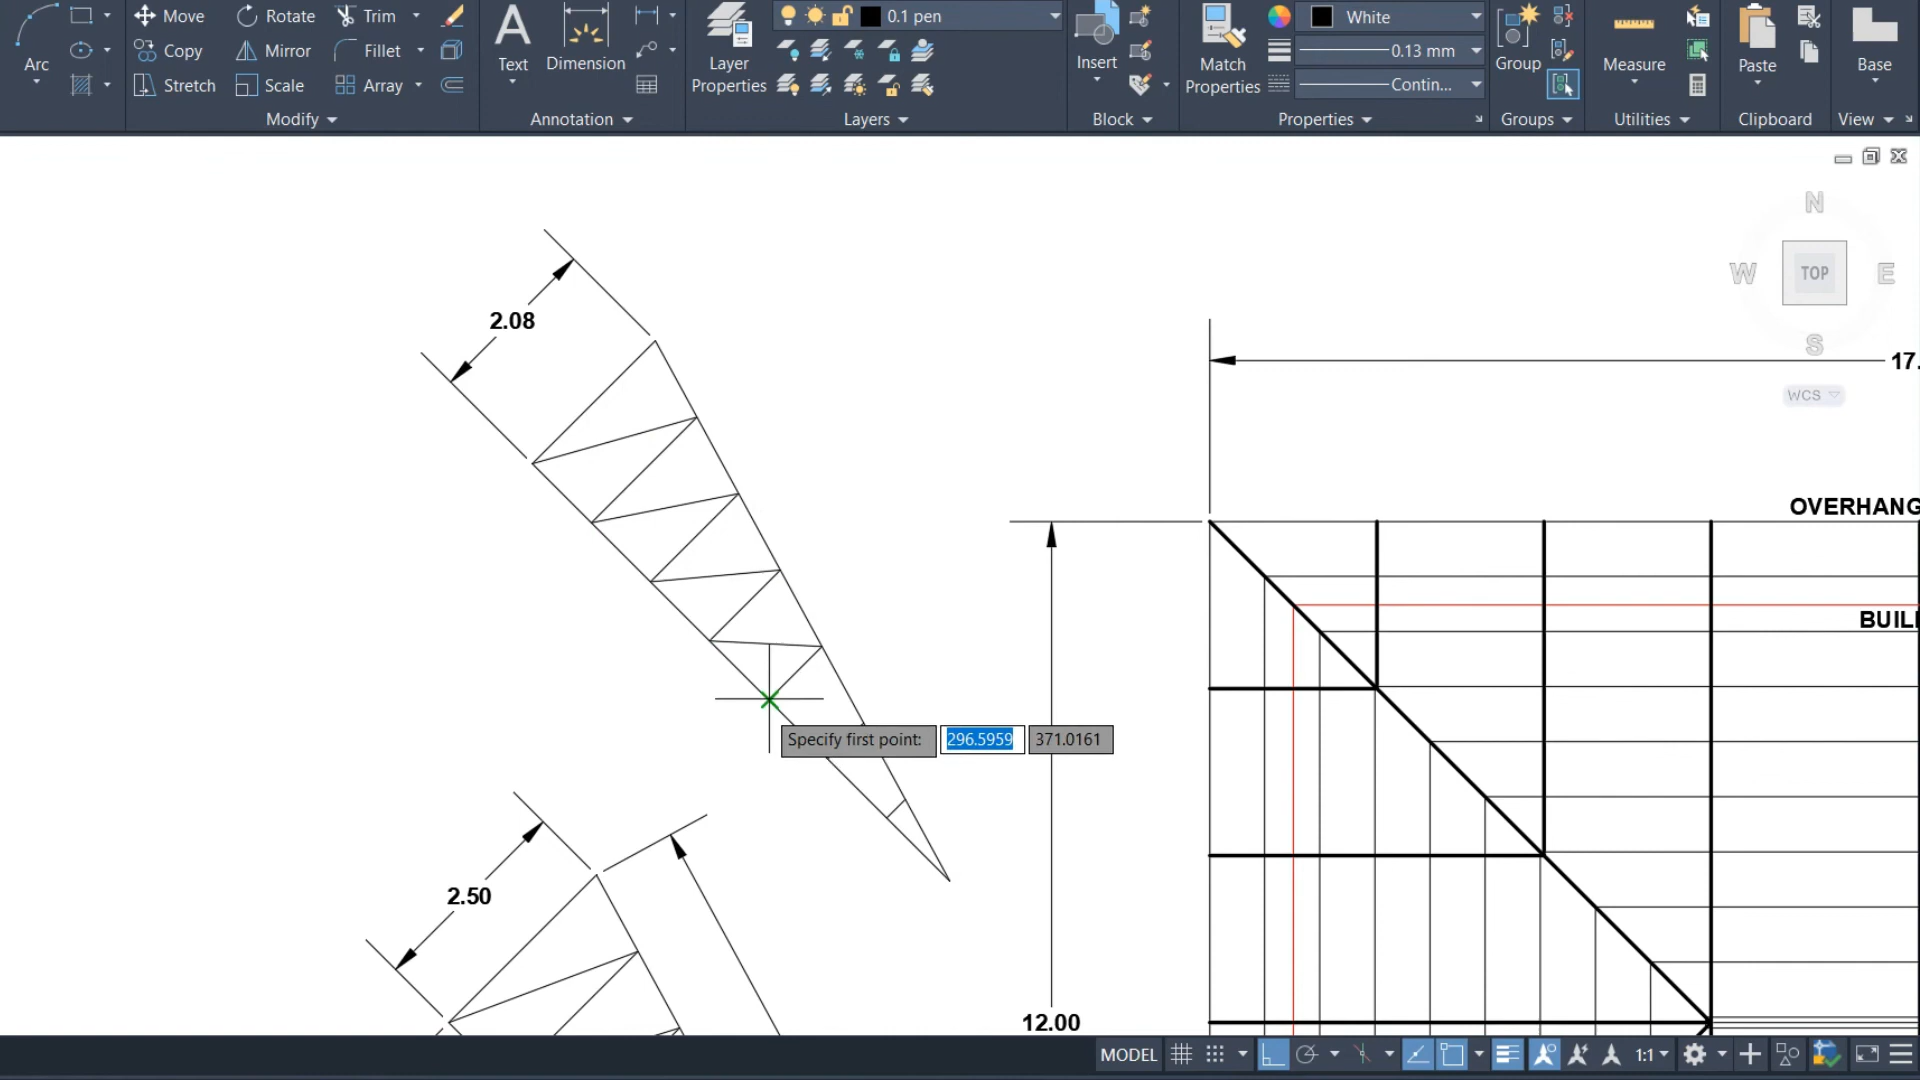 Move
Rotate
Trim
0.1 pen
White
Arc
Copy
Mirror
Fillet
Text
Dimension
Layer
Properties
Insert
Match
Properties
0.13 mm
Group
Measure
Paste
Base
Stretch
Scale
Array
Contin...
Modify
Annotation
Layers
Block
Properties
Groups
Utilities
Clipboard
View
N
W
TOP
E
S
WCS
2.08
17.
OVERHANG
BUIL
Specify first point:
296.5959
371.0161
2.50
12.00
MODEL
1:1